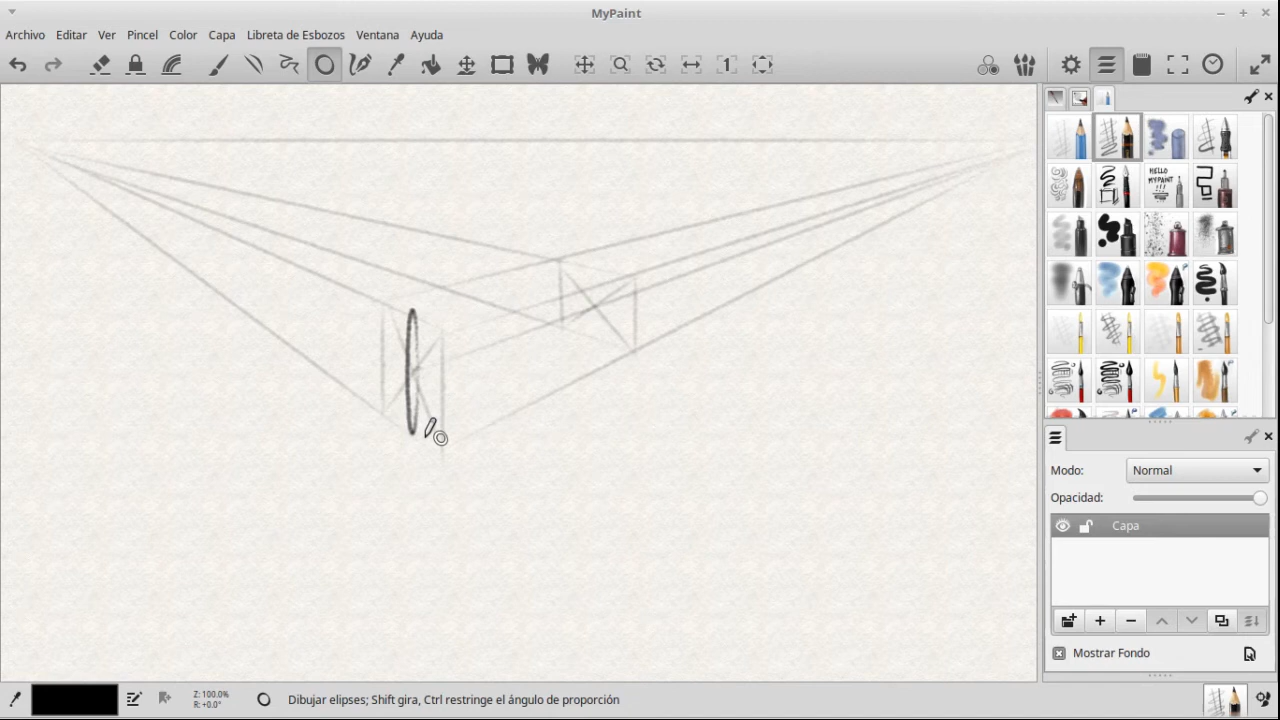 MyPaint
Archivo Editar Ver Pincel Color Capa Libreta de Esbozos Ventana Ayuda
1
HELLO
MYPAINT
!!!
Modo: Normal
Opacidad:
Capa
Mostrar Fondo
Z: 100.0%
R: +0.0°
Dibujar elipses; Shift gira, Ctrl restringe el ángulo de proporción